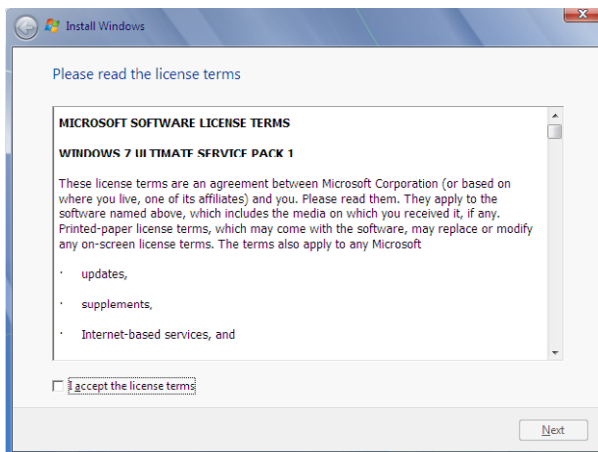 Install Windows
Please read the license terms
MICROSOFT SOFTWARE LICENSE TERMS
WINDOWS 7 ULTIMATE SERVICE PACK 1
These license terms are an agreement between Microsoft Corporation (or based on
where you live, one of its affiliates) and you. Please read them. They apply to the
software named above, which includes the media on which you received it, if any.
Printed-paper license terms, which may come with the software, may replace or modify
any on-screen license terms. The terms also apply to any Microsoft
· updates,
· supplements,
· Internet-based services, and
I accept the license terms
Next